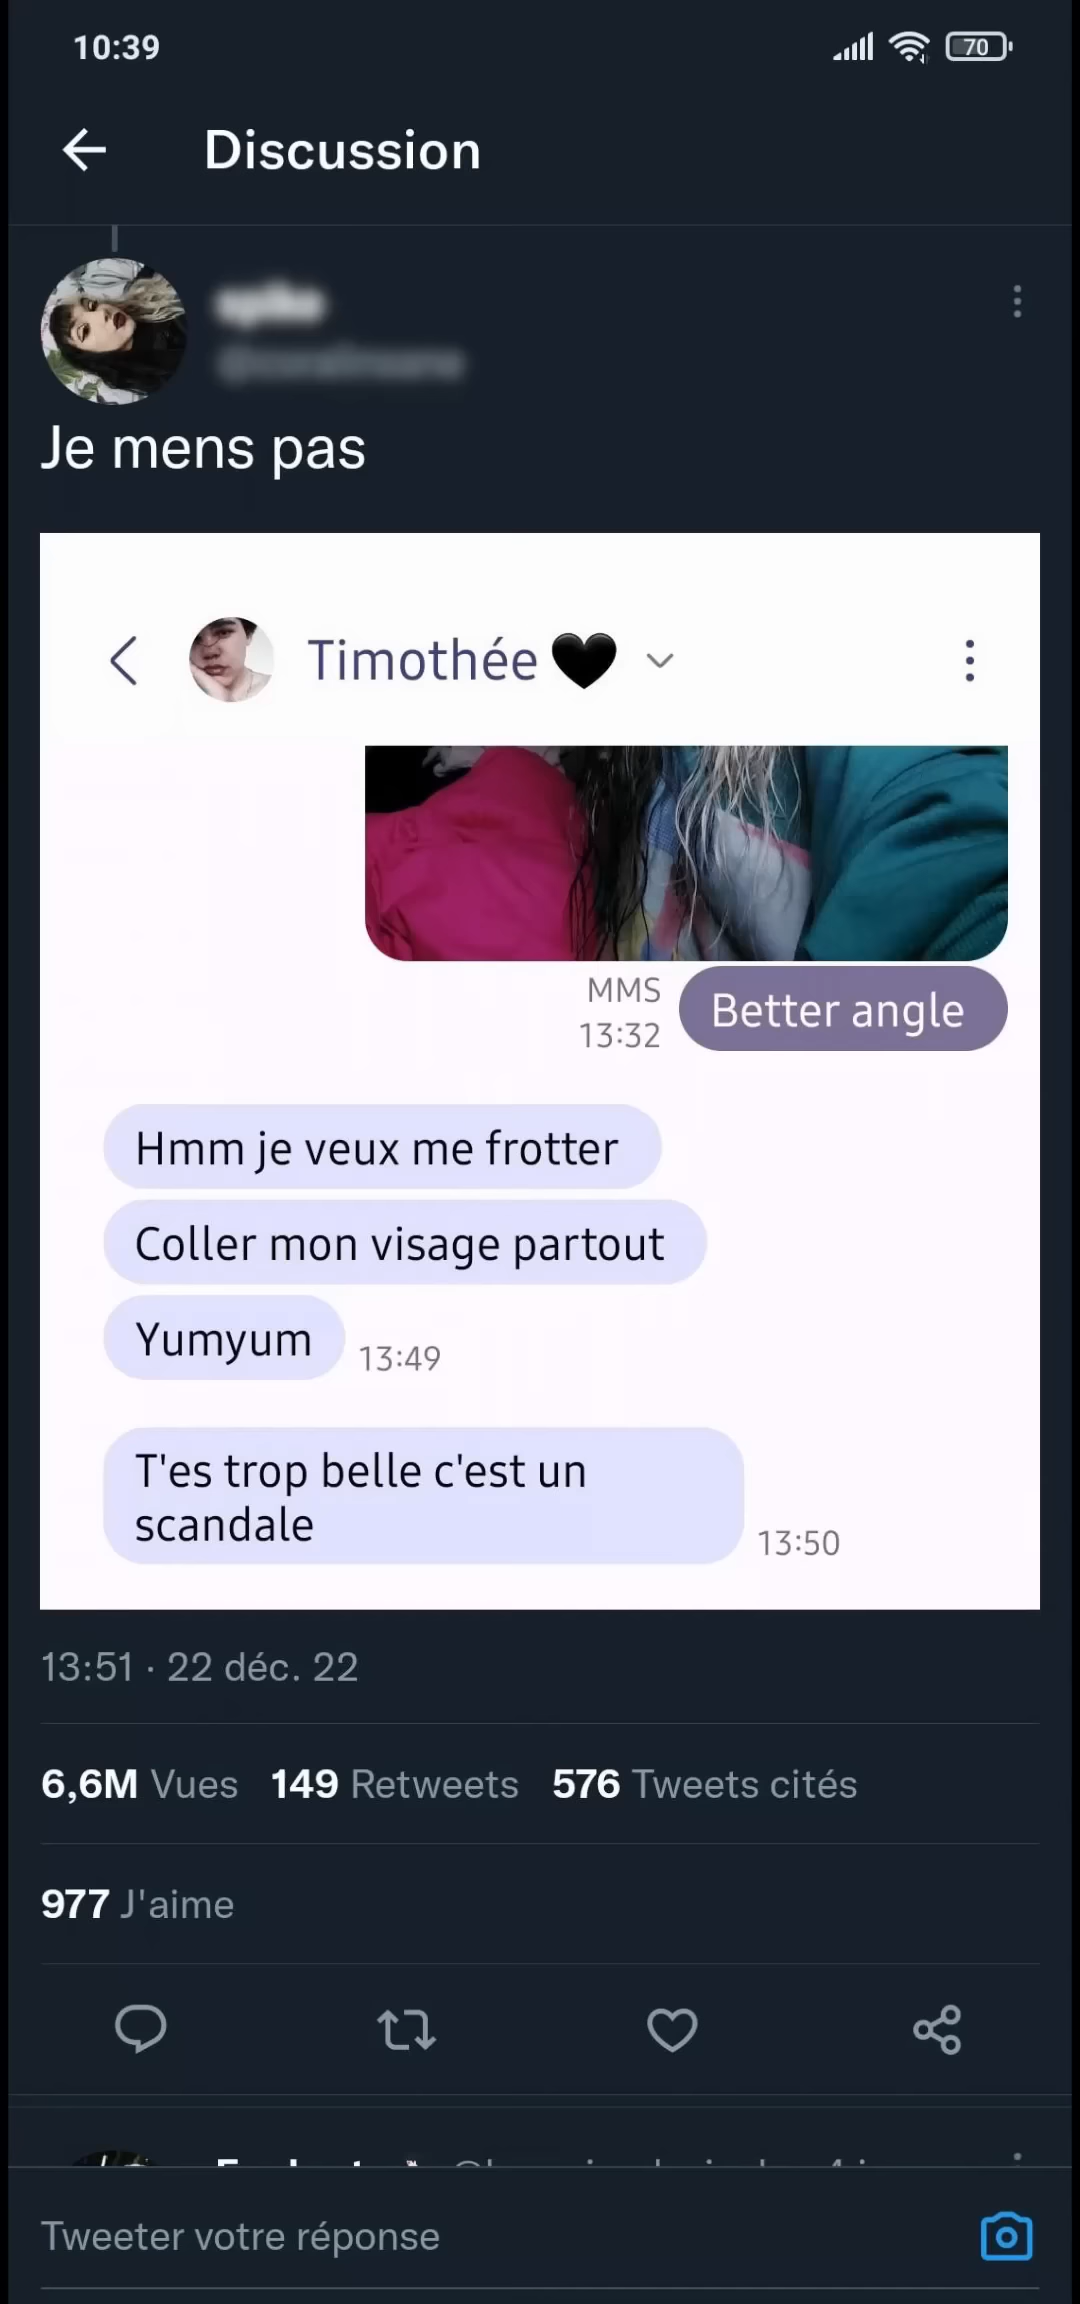 10:39
70
Discussion
Je mens pas
Timothée 🖤
MMS
13:32
Better angle
Hmm je veux me frotter
Coller mon visage partout
Yumyum
13:49
T'es trop belle c'est un
scandale
13:50
13:51 · 22 déc. 22
6,6M Vues 149 Retweets 576 Tweets cités
977 J'aime
Tweeter votre réponse